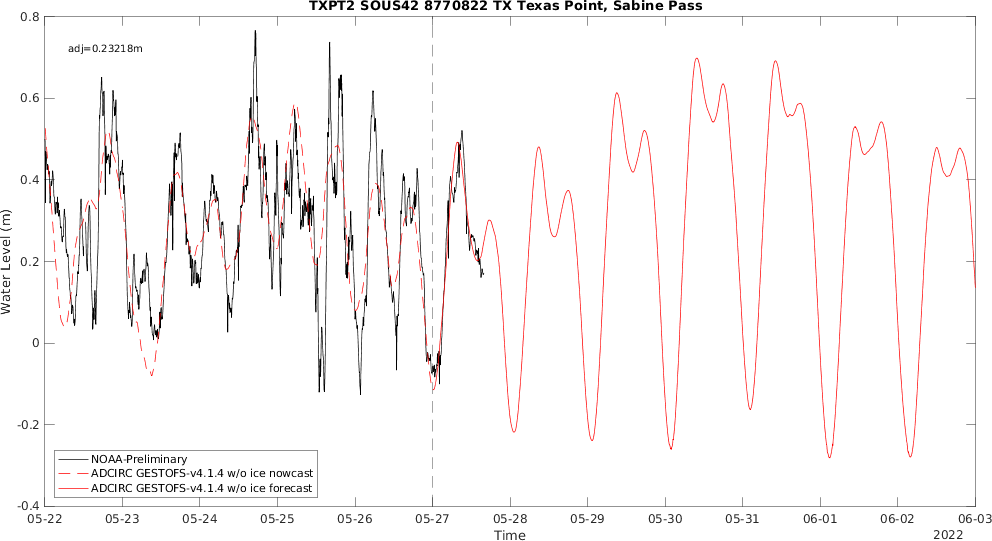 TXPT2 SOUS42 8770822 TX Texas Point, Sabine Pass
0.8
adj=0.23218m
0.6
0.4
0.2
0
-0.2
-0.4
Water Level (m)
NOAA-Preliminary
ADCIRC GESTOFS-v4.1.4 w/o ice nowcast
ADCIRC GESTOFS-v4.1.4 w/o ice forecast
05-22 05-23 05-24 05-25 05-26 05-27 05-28 05-29 05-30 05-31 06-01 06-02 06-03
Time
2022